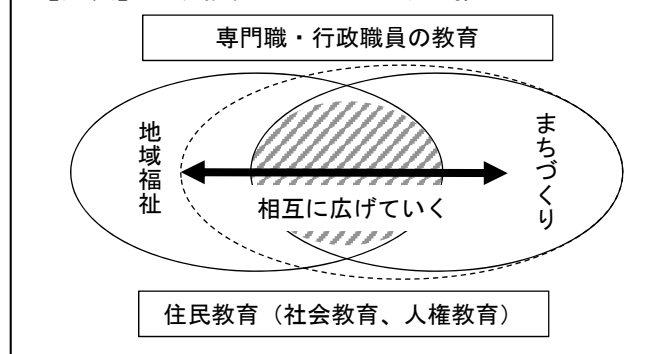 専門職・行政職員の教育
地域福祉
まちづくり
相互に広げていく
住民教育（社会教育、人権教育）